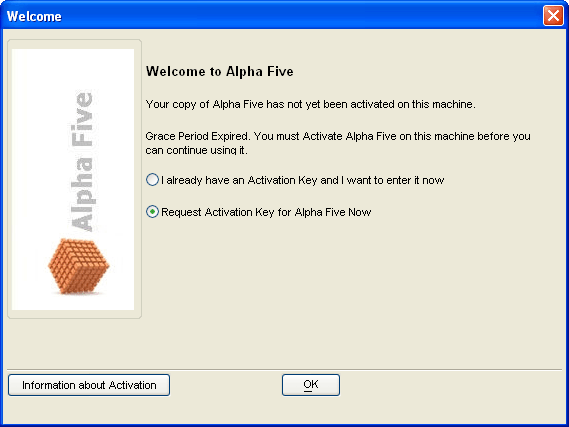 Welcome
Alpha Five
Welcome to Alpha Five
Your copy of Alpha Five has not yet been activated on this machine.
Grace Period Expired. You must Activate Alpha Five on this machine before you
can continue using it.
I already have an Activation Key and I want to enter it now
Request Activation Key for Alpha Five Now
Information about Activation
OK